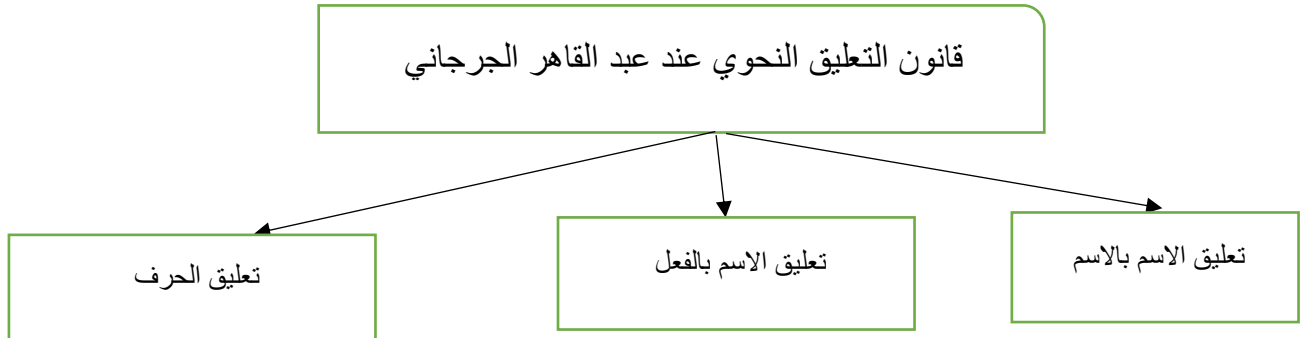 قانون التعليق النحوي عند عبد القاهر الجرجاني
تعليق الاسم بالاسم
تعليق الاسم بالفعل
تعليق الحرف